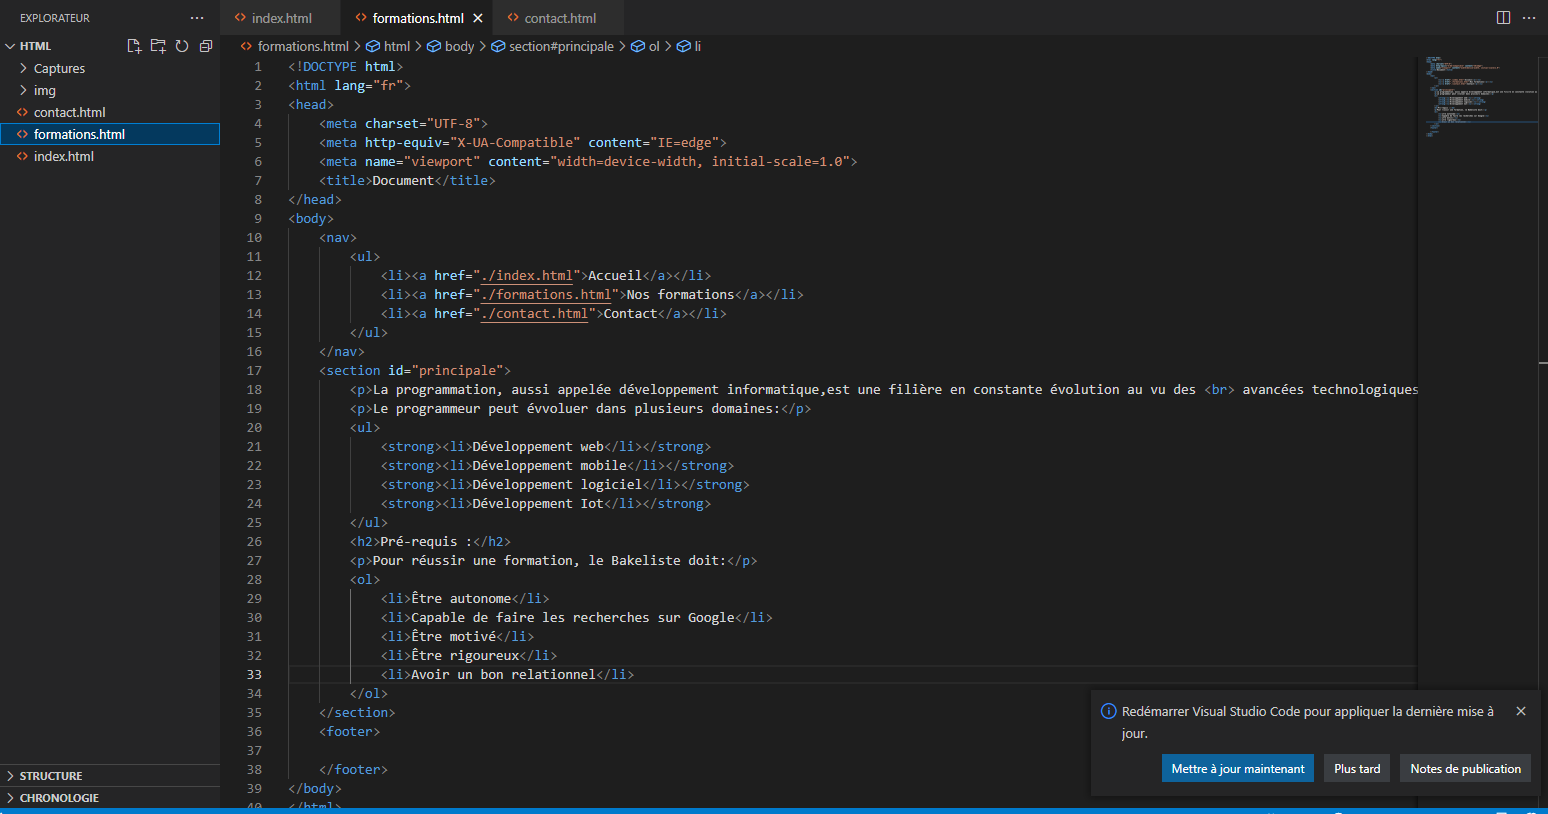 EXPLORATEUR
HTML
Captures
img
contact.html
formations.html
index.html
STRUCTURE
CHRONOLOGIE
index.html
formations.html
contact.html
formations.html > html > body > section#principale > ol > li
1 <!DOCTYPE html>
2 <html lang="fr">
3 <head>
4 <meta charset="UTF-8">
5 <meta http-equiv="X-UA-Compatible" content="IE=edge">
6 <meta name="viewport" content="width=device-width, initial-scale=1.0">
7 <title>Document</title>
8 </head>
9 <body>
10 <nav>
11 <ul>
12 <li><a href="./index.html">Accueil</a></li>
13 <li><a href="./formations.html">Nos formations</a></li>
14 <li><a href="./contact.html">Contact</a></li>
15 </ul>
16 </nav>
17 <section id="principale">
18 <p>La programmation, aussi appelée développement informatique,est une filière en constante évolution au vu des <br> avancées technologiques
19 <p>Le programmeur peut évvoluer dans plusieurs domaines:</p>
20 <ul>
21 <strong><li>Développement web</li></strong>
22 <strong><li>Développement mobile</li></strong>
23 <strong><li>Développement logiciel</li></strong>
24 <strong><li>Développement Iot</li></strong>
25 </ul>
26 <h2>Pré-requis :</h2>
27 <p>Pour réussir une formation, le Bakeliste doit:</p>
28 <ol>
29 <li>Être autonome</li>
30 <li>Capable de faire les recherches sur Google</li>
31 <li>Être motivé</li>
32 <li>Être rigoureux</li>
33 <li>Avoir un bon relationnel</li>
34 </ol>
35 </section>
36 <footer>
37
38 </footer>
39 </body>
40 </html>
Redémarrer Visual Studio Code pour appliquer la dernière mise à
jour.
Mettre à jour maintenant
Plus tard
Notes de publication